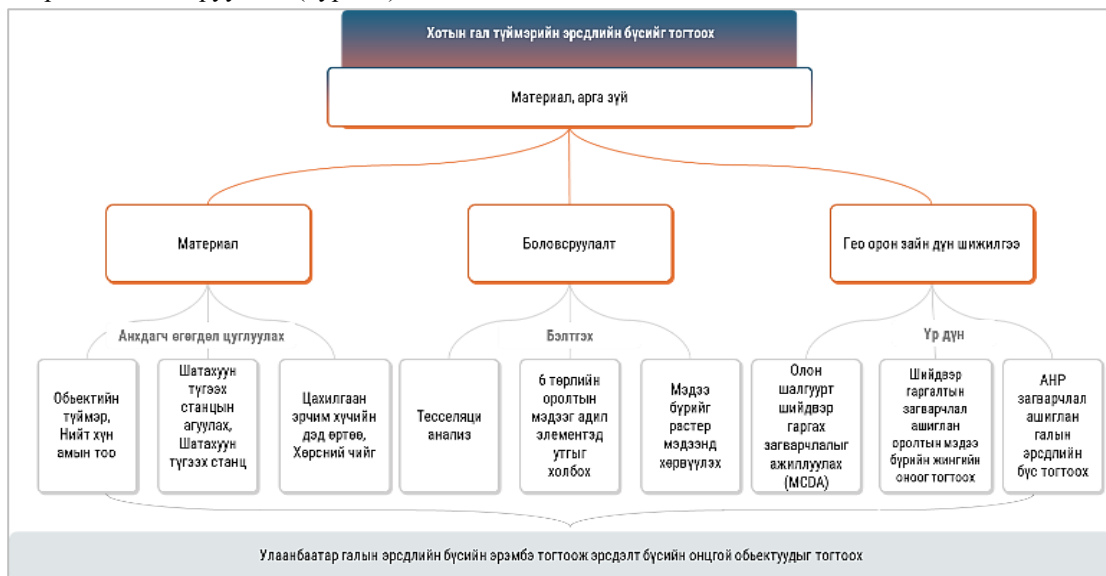 Хотын гал түймэрийн эрсдлийн бүсийг тогтоох
Материал, арга зүй
Материал
Боловсруулалт
Гео орон зайн дүн шижилгээ
Анхдагч өгөгдөл цуглуулах
Бэлтгэх
Үр дүн
Обьектийн
түймэр,
Нийт хүн
амын тоо
Шатахуун
түгээх
станцын
агуулах,
Шатахуун
түгээх станц
Цахилгаан
эрчим хүчийн
дэд өртөө,
Хөрсний чийг
Тесселяци
анализ
6 төрлийн
оролтын
мэдээг адил
элементэд
утгыг
холбох
Мэдээ
бүрийг
растер
мэдээнд
хөрвүүлэх
Олон
шалгуурт
шийдвэр
гаргах
загварчлалыг
ажиллуулах
(MCDA)
Шийдвэр
гаргалтын
загварчлал
ашиглан
оролтын мэдээ
бүрийн жингийн
оноог тогтоох
АНР
загварчлал
ашиглан
галын
эрсдлийн
бүс тогтоох
Улаанбаатар галын эрсдлийн бүсийн эрэмбэ тогтоож эрсдэлт бүсийн онцгой обьектуудыг тогтоох